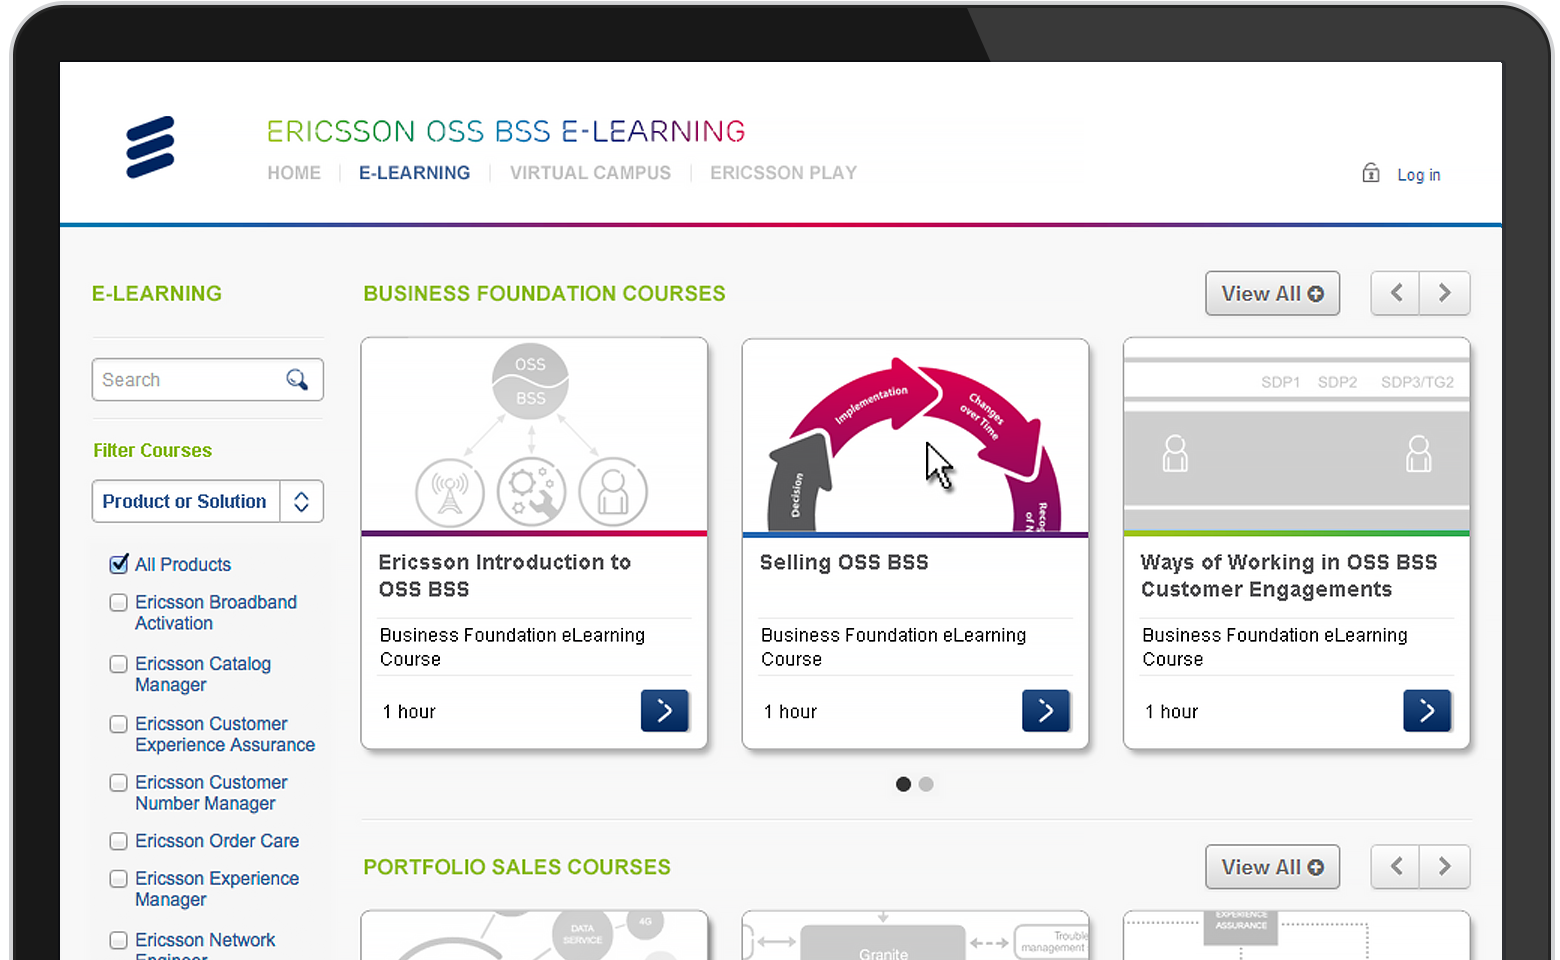 ERICSSON OSS BSS E-LEARNING
HOME
E-LEARNING
VIRTUAL CAMPUS
ERICSSON PLAY
Log in
E-LEARNING
Search
Filter Courses
Product or Solution
All Products
Ericsson Broadband
Activation
Ericsson Catalog
Manager
Ericsson Customer
Experience Assurance
Ericsson Customer
Number Manager
Ericsson Order Care
Ericsson Experience
Manager
Ericsson Network
Engineer
BUSINESS FOUNDATION COURSES
View All
OSS
BSS
Ericsson Introduction to
OSS BSS
Business Foundation eLearning
Course
1 hour
Decision
Implementation
Changes
over Time
Selling OSS BSS
Business Foundation eLearning
Course
1 hour
SDP1 SDP2 SDP3/TG2
Ways of Working in OSS BSS
Customer Engagements
Business Foundation eLearning
Course
1 hour
PORTFOLIO SALES COURSES
View All
DATA
SERVICE
4G
Granite
Trouble
management
EXPERIENCE
ASSURANCE